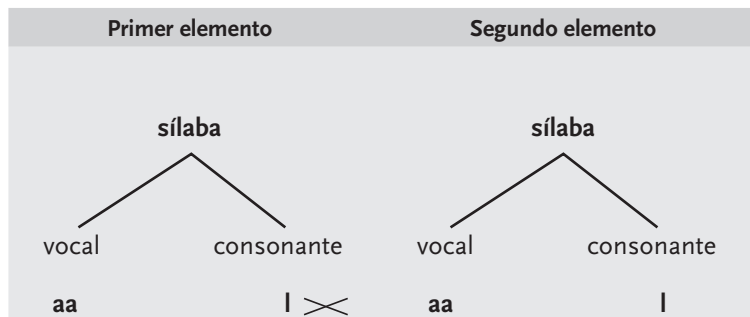 Primer elemento Segundo elemento
sílaba sílaba
vocal consonante vocal consonante
aa l aa l